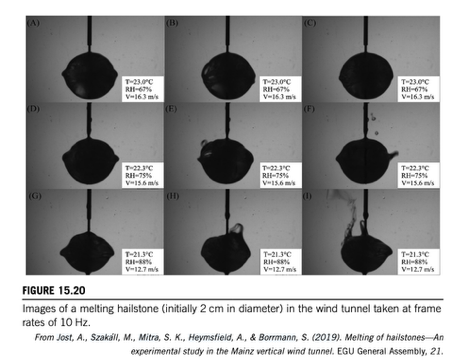 (A)
T=23.0°C
RH=67%
V=16.3 m/s
(B)
T=23.0°C
RH=67%
V=16.3 m/s
(C)
T=23.0°C
RH=67%
V=16.3 m/s
(D)
T=22.3°C
RH=75%
V=15.6 m/s
(E)
T=22.3°C
RH=75%
V=15.6 m/s
(F)
T=22.3°C
RH=75%
V=15.6 m/s
(G)
T=21.3°C
RH=88%
V=12.7 m/s
(H)
T=21.3°C
RH=88%
V=12.7 m/s
(I)
T=21.3°C
RH=88%
V=12.7 m/s
FIGURE 15.20
Images of a melting hailstone (initially 2 cm in diameter) in the wind tunnel taken at frame
rates of 10 Hz.
From Jost, A., Szakáll, M., Mitra, S. K., Heymsfield, A., & Borrmann, S. (2019). Melting of hailstones—An
experimental study in the Mainz vertical wind tunnel. EGU General Assembly, 21.